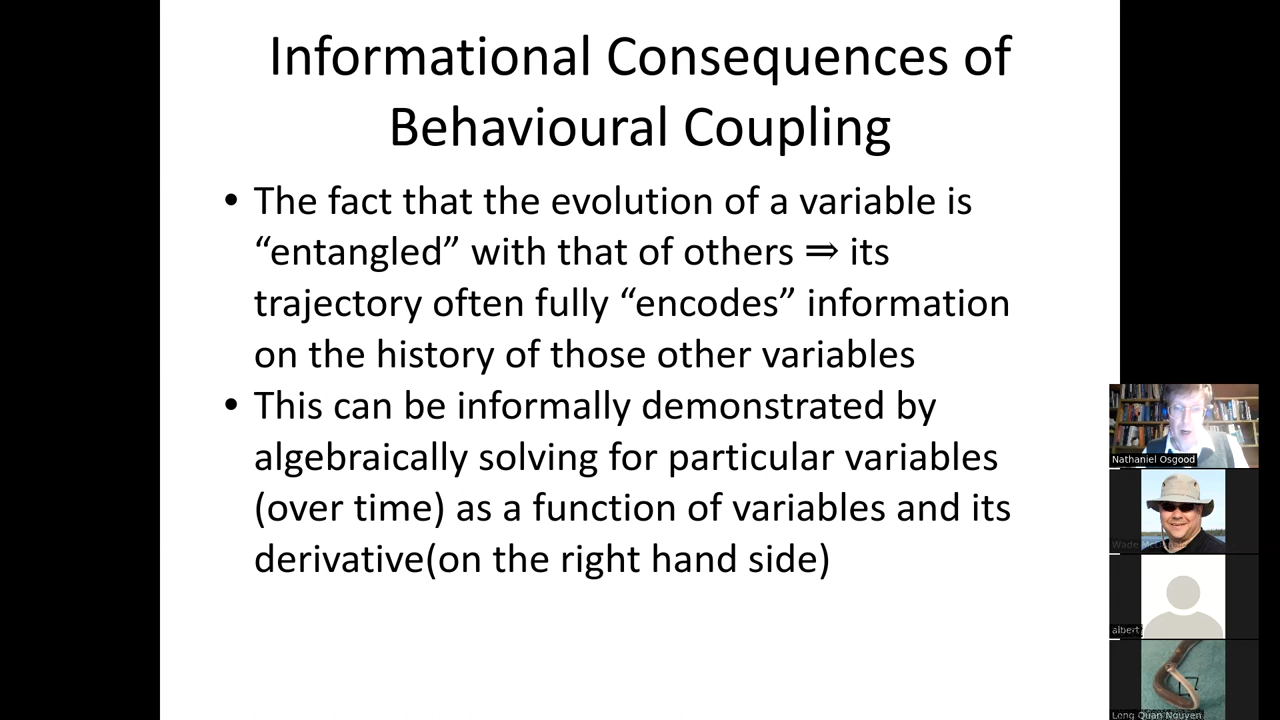 Informational Consequences of
Behavioural Coupling
• The fact that the evolution of a variable is
“entangled” with that of others ⇒ its
trajectory often fully “encodes” information
on the history of those other variables
• This can be informally demonstrated by
algebraically solving for particular variables
(over time) as a function of variables and its
derivative(on the right hand side)
Nathaniel Osgood
Wade
albert
Long Quan Nguyen